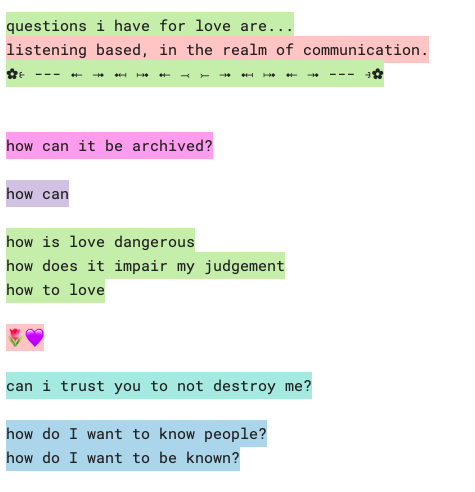 questions i have for love are...
listening based, in the realm of communication.
✿⥼ --- ⬷ ⤑ ⤟ ⤠ ⬷ ⤙ ⤚ ⤑ ⤟ ⤠ ⬷ ⤑ --- ⥽✿
how can it be archived?
how can
how is love dangerous
how does it impair my judgement
how to love
🌷💜
can i trust you to not destroy me?
how do I want to know people?
how do I want to be known?